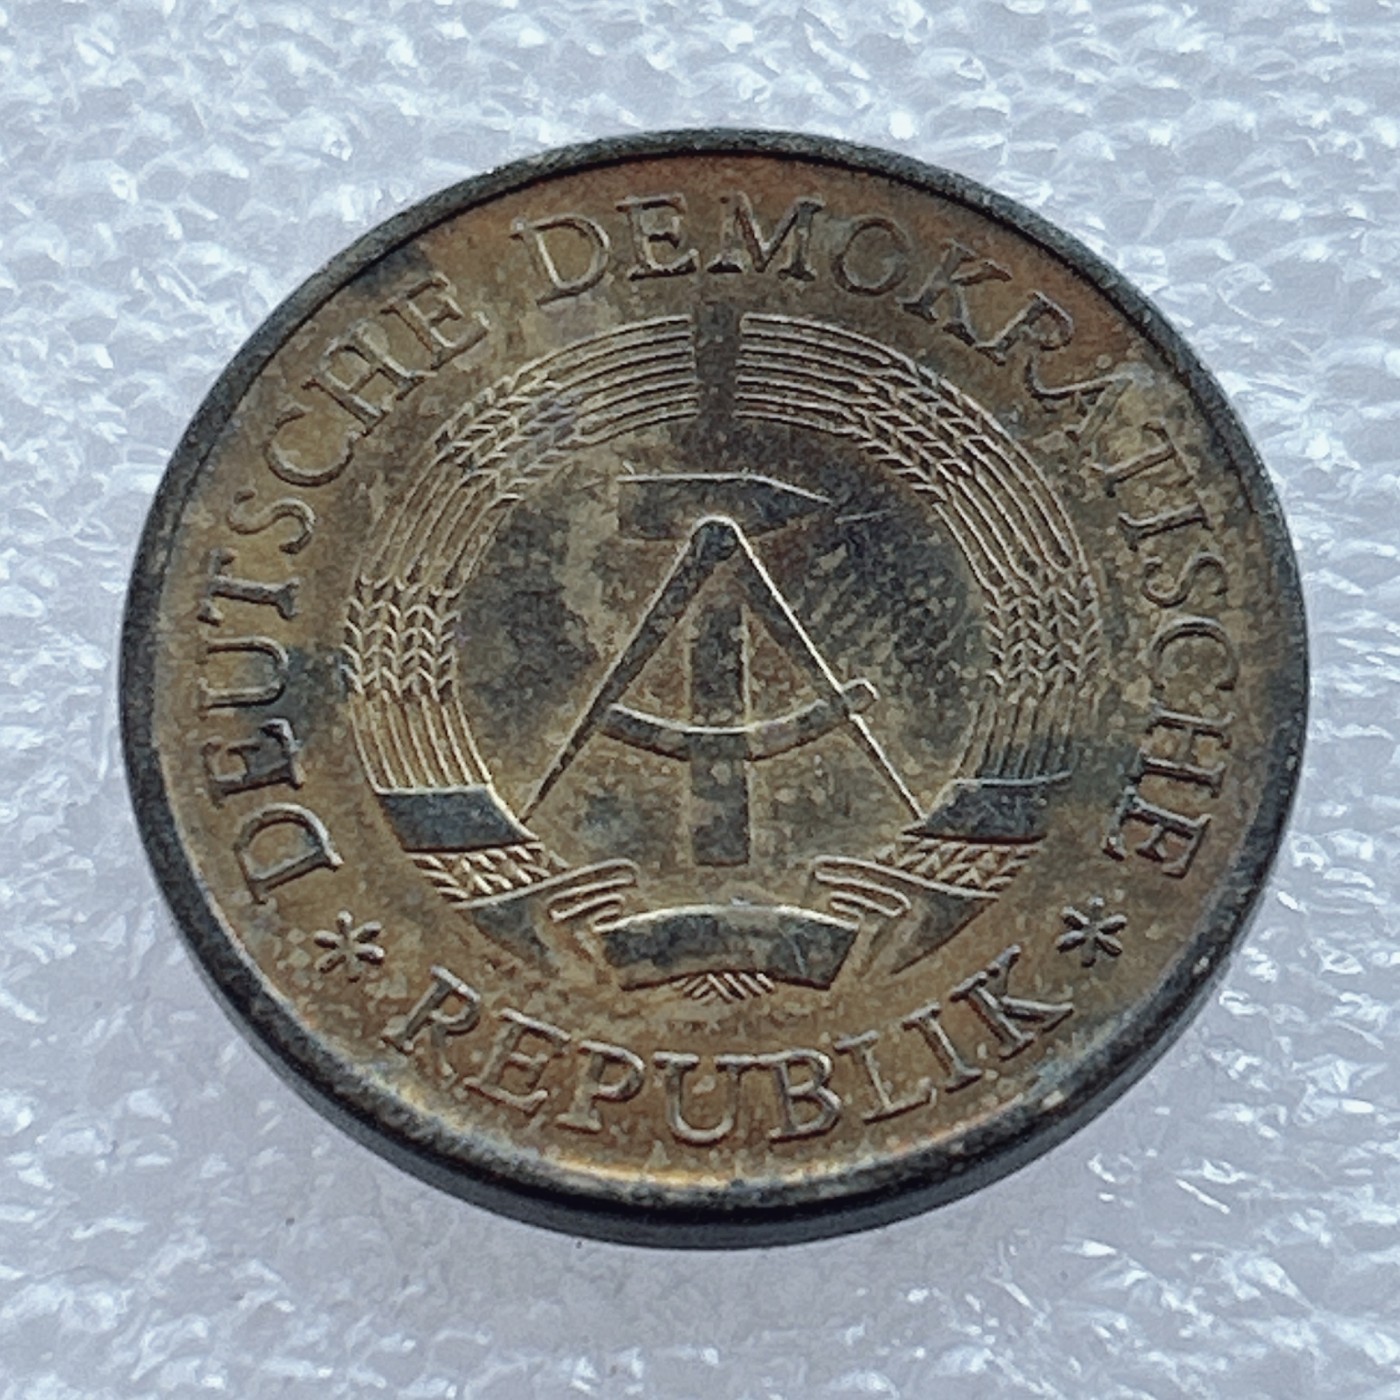 DEUTSCHE DEMOKRATISCHE
* REPUBLIK *